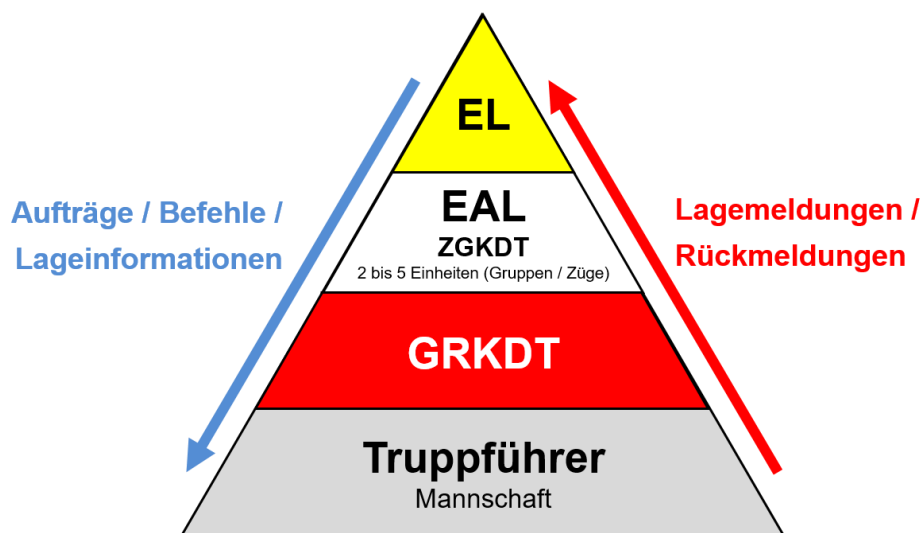 EL
Aufträge / Befehle /
Lageinformationen
EAL
ZGKDT
2 bis 5 Einheiten (Gruppen / Züge)
Lagemeldungen /
Rückmeldungen
GRKDT
Truppführer
Mannschaft